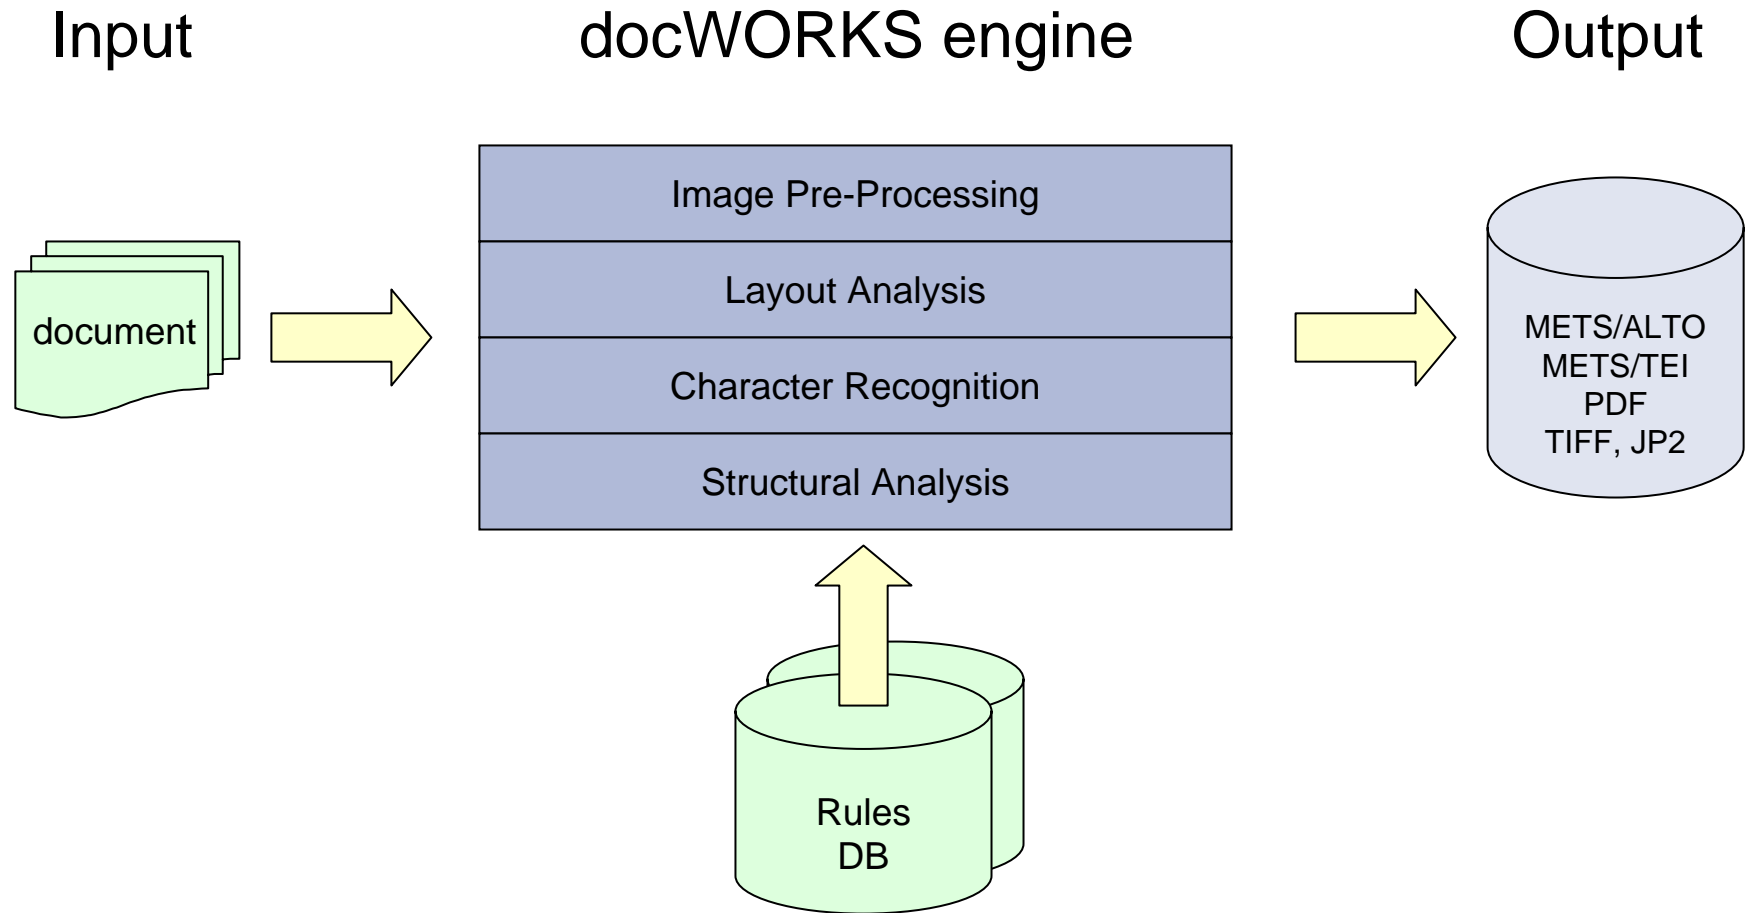 Input
docWORKS engine
Output
document
Image Pre-Processing
Layout Analysis
Character Recognition
Structural Analysis
METS/ALTO
METS/TEI
PDF
TIFF, JP2
Rules
DB